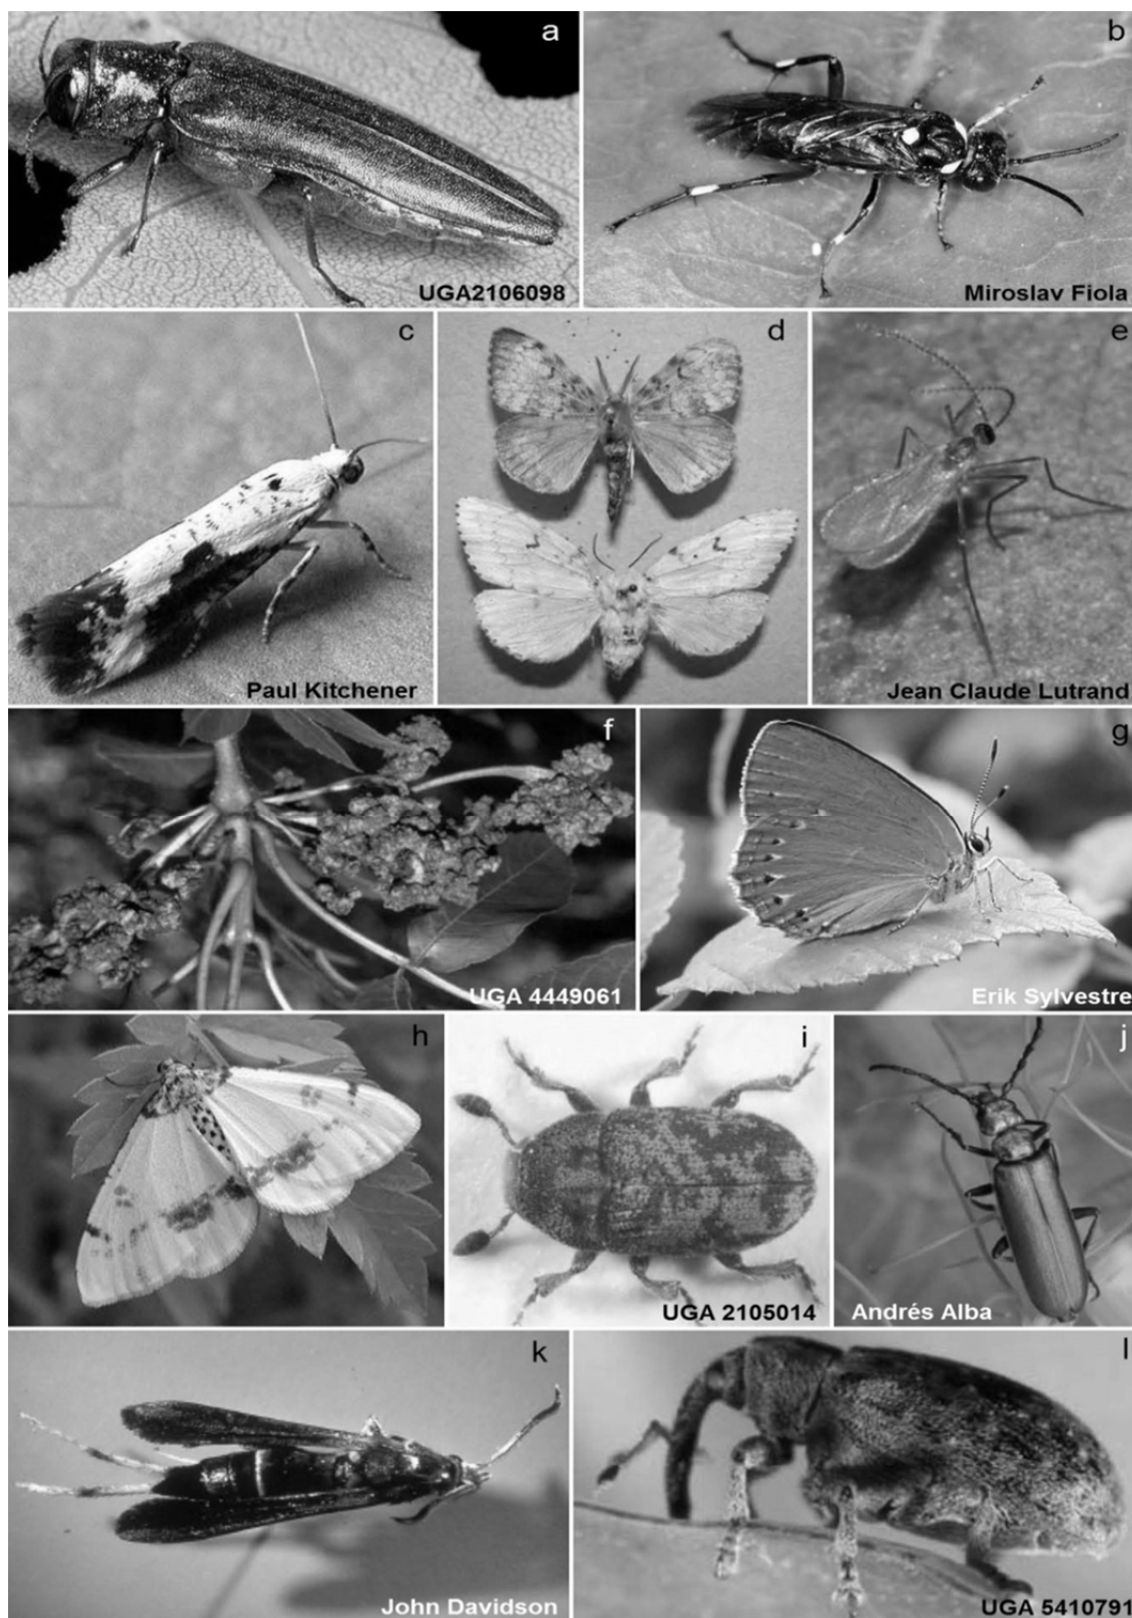 a
UGA2106098
b
Miroslav Fiola
c
Paul Kitchener
d
e
Jean Claude Lutrand
f
UGA 4449061
g
Erik Sylvestre
h
i
UGA 2105014
j
Andrés Alba
k
John Davidson
l
UGA 5410791